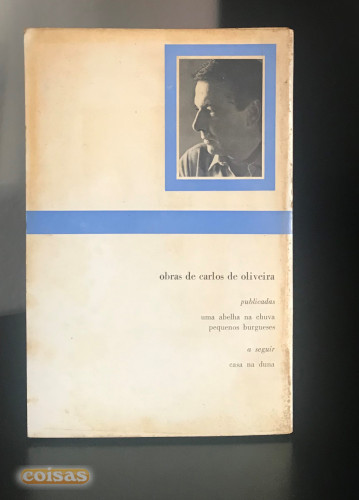 obras de carlos de oliveira
publicadas
uma abelha na chuva
pequenos burgueses
a seguir
casa na duna
coisas